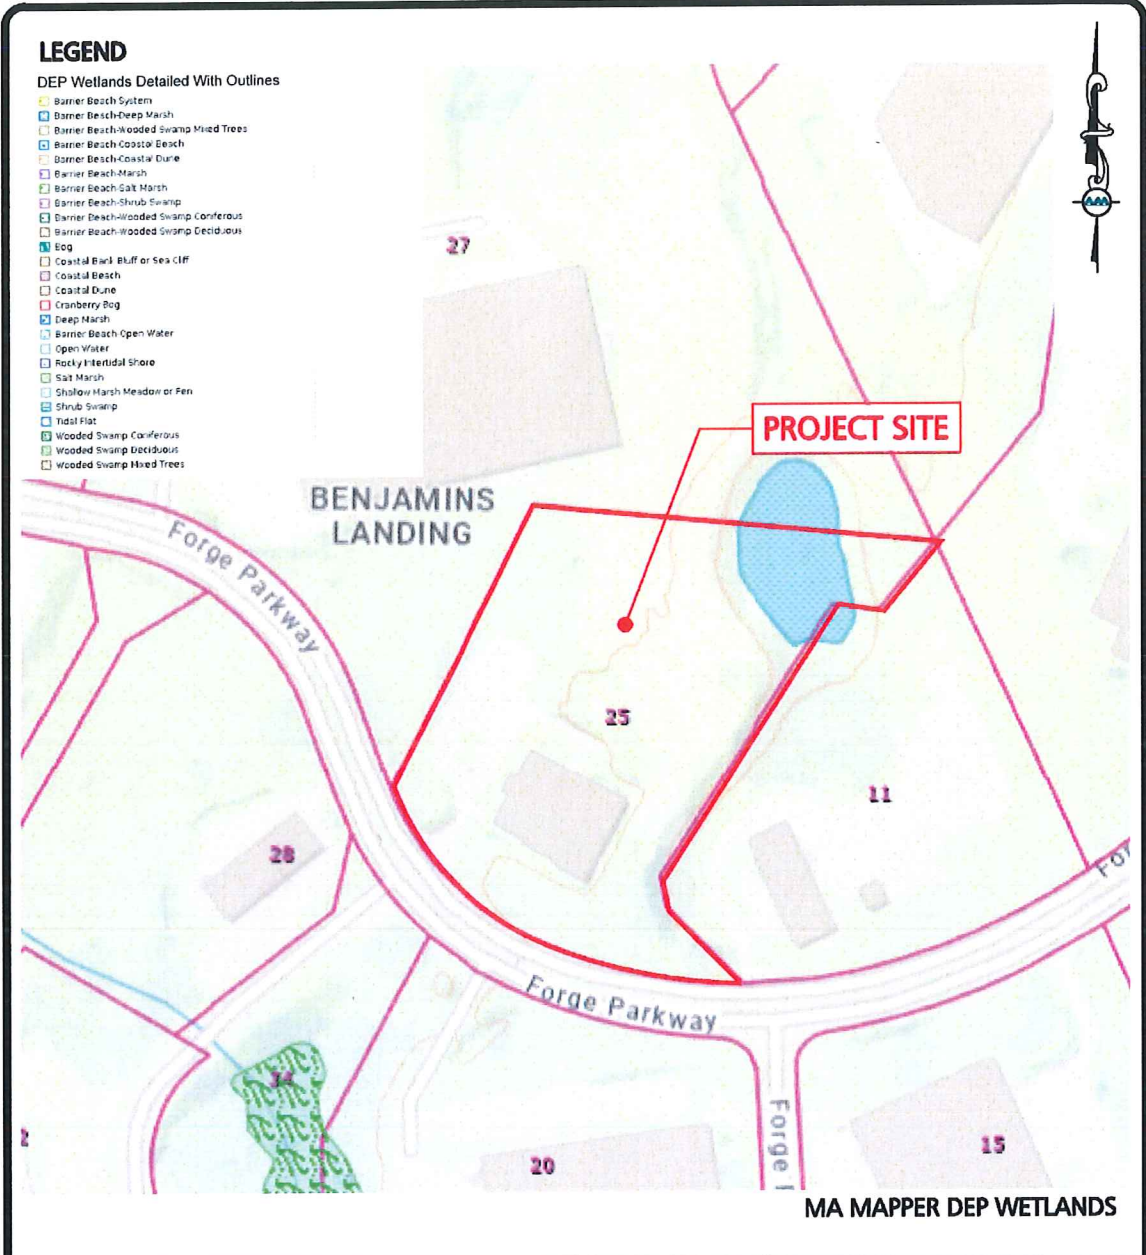 LEGEND
DEP Wetlands Detailed With Outlines
Barrier Beach System
Barrier Beach-Deep Marsh
Barrier Beach-Wooded Swamp Mixed Trees
Barrier Beach-Coastal Beach
Barrier Beach-Coastal Dune
Barrier Beach-Marsh
Barrier Beach-Salt Marsh
Barrier Beach-Shrub Swamp
Barrier Beach-Wooded Swamp Coniferous
Barrier Beach-Wooded Swamp Deciduous
Bog
Coastal Bank Bluff or Sea Cliff
Coastal Beach
Coastal Dune
Cranberry Bog
Deep Marsh
Barrier Beach Open Water
Open Water
Rocky Intertidal Shore
Salt Marsh
Shallow Marsh Meadow or Fen
Shrub Swamp
Tidal Flat
Wooded Swamp Coniferous
Wooded Swamp Deciduous
Wooded Swamp Mixed Trees
27
PROJECT SITE
BENJAMINS
LANDING
Forge Parkway
25
11
28
For
Forge Parkway
34
2
Forge
20
15
MA MAPPER DEP WETLANDS